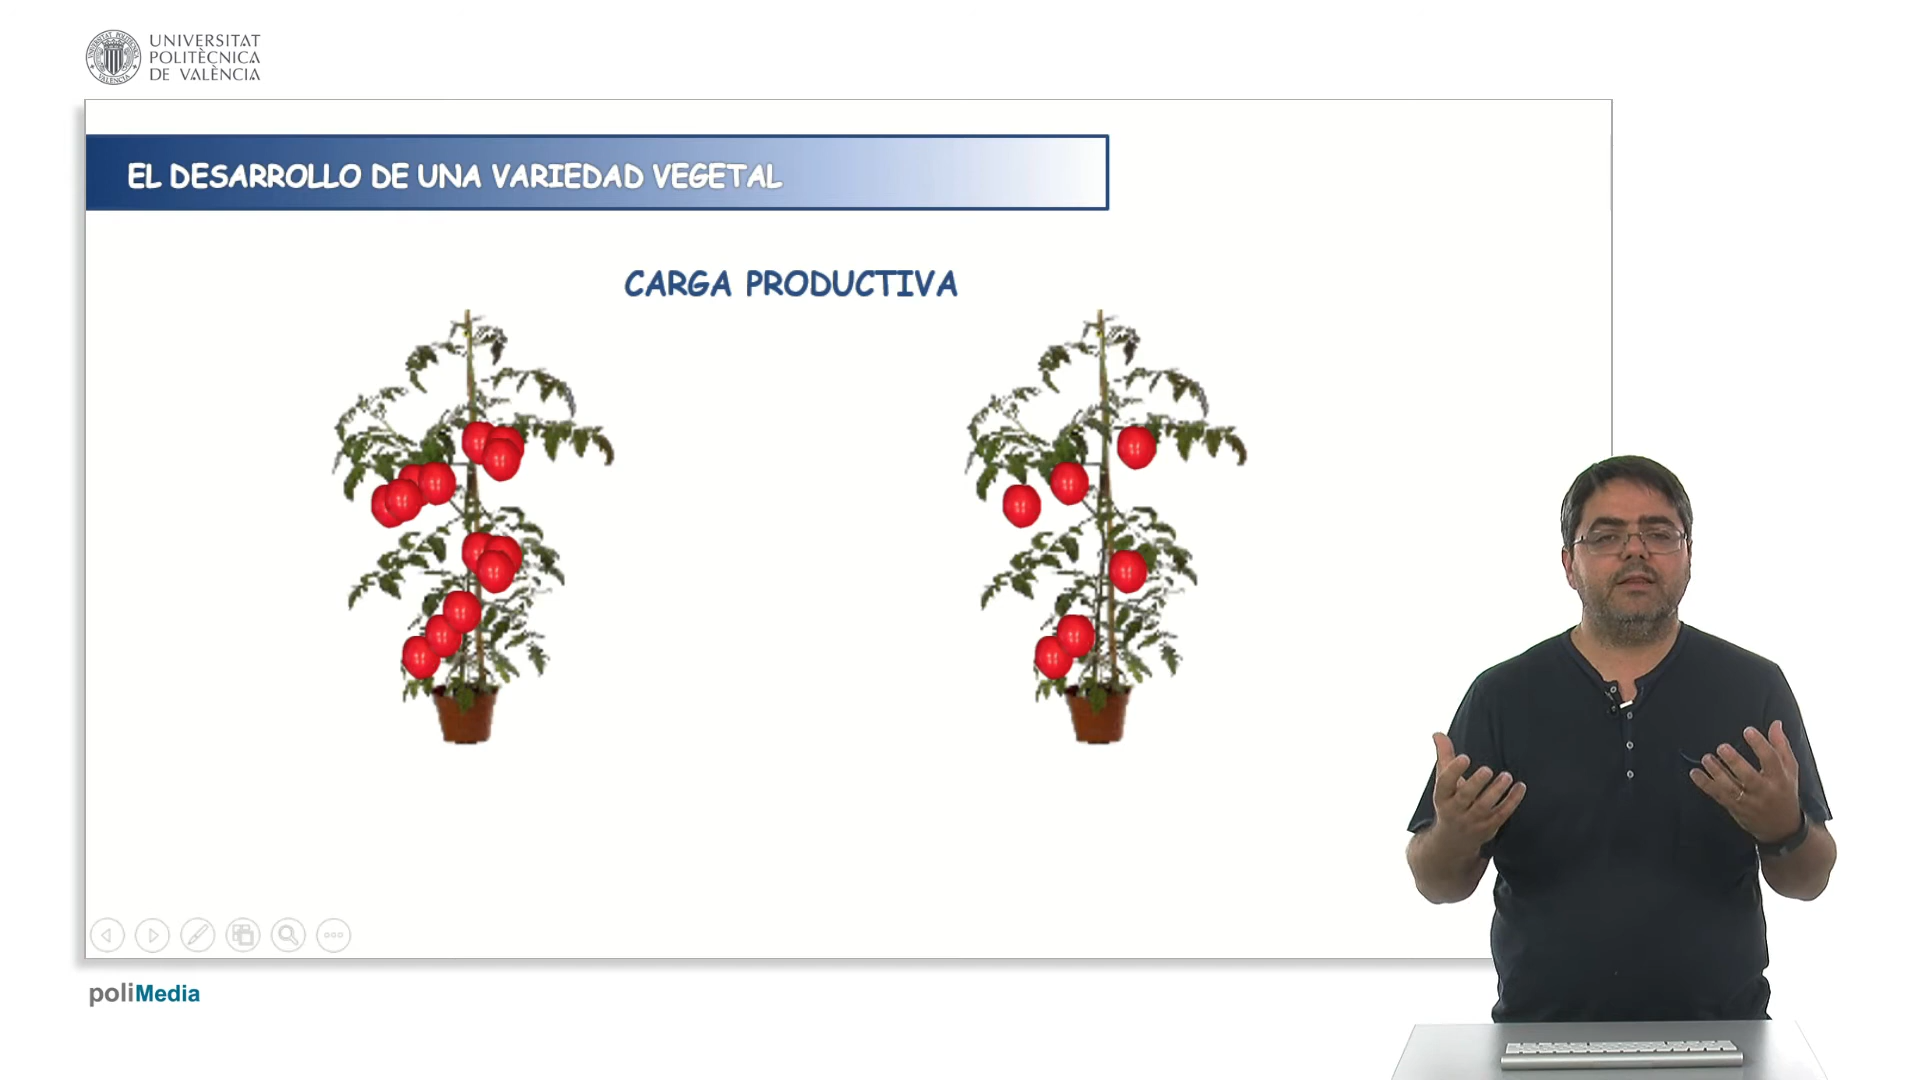 UNIVERSITAT
POLITÈCNICA
DE VALÈNCIA
EL DESARROLLO DE UNA VARIEDAD VEGETAL
CARGA PRODUCTIVA
poliMedia